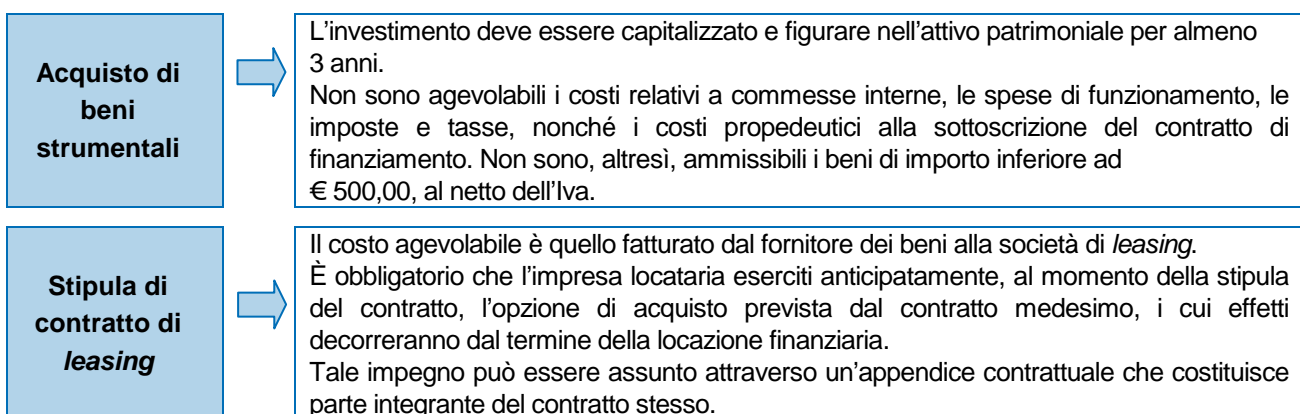 Acquisto di
beni
strumentali
L'investimento deve essere capitalizzato e figurare nell'attivo patrimoniale per almeno
3 anni.
Non sono agevolabili i costi relativi a commesse interne, le spese di funzionamento, le
imposte e tasse, nonché i costi propedeutici alla sottoscrizione del contratto di
finanziamento. Non sono, altresì, ammissibili i beni di importo inferiore ad
€ 500,00, al netto dell'Iva.
Stipula di
contratto di
leasing
Il costo agevolabile è quello fatturato dal fornitore dei beni alla società di leasing.
È obbligatorio che l'impresa locataria eserciti anticipatamente, al momento della stipula
del contratto, l'opzione di acquisto prevista dal contratto medesimo, i cui effetti
decorreranno dal termine della locazione finanziaria.
Tale impegno può essere assunto attraverso un'appendice contrattuale che costituisce
parte integrante del contratto stesso.